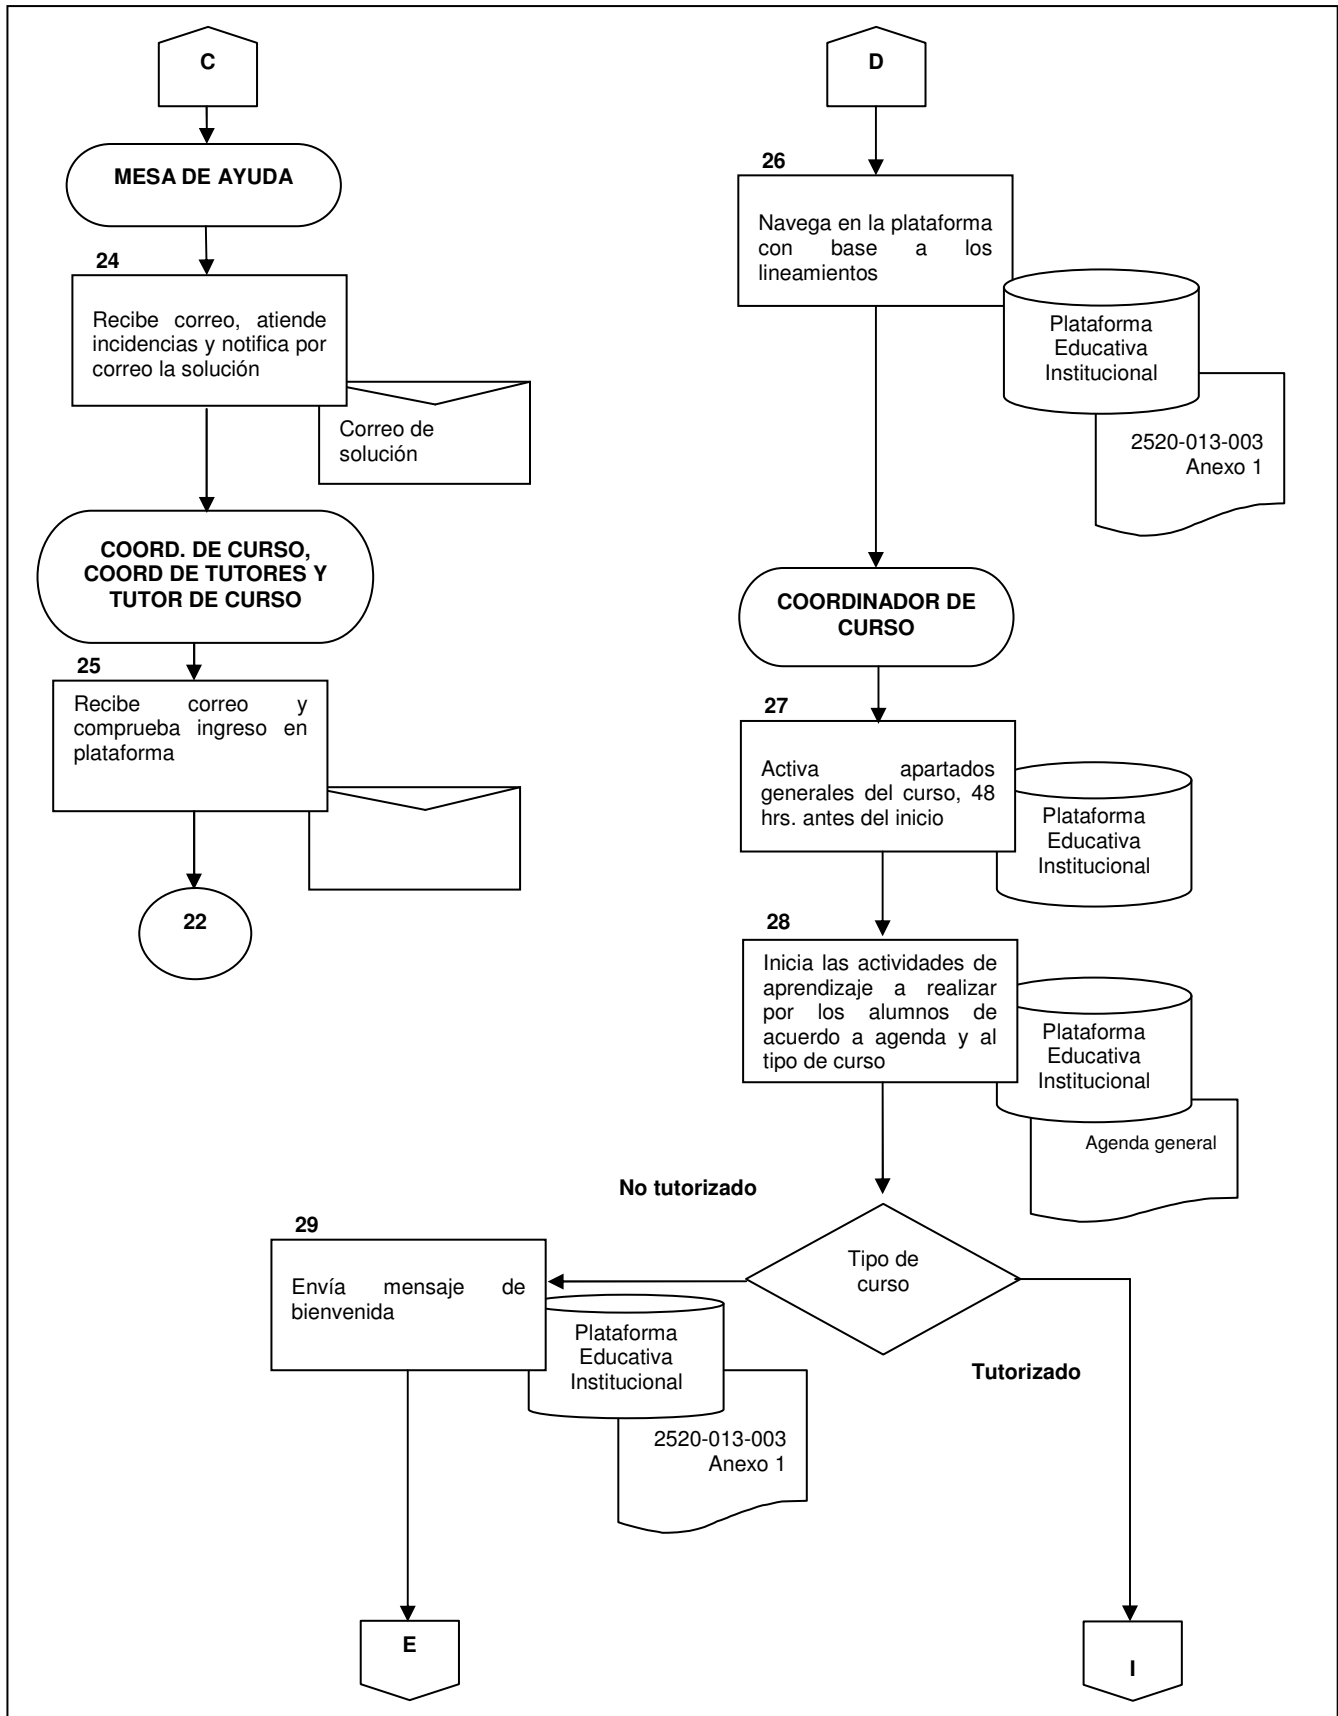 C
MESA DE AYUDA
24
Recibe correo, atiende
incidencias y notifica por
correo la solución
Correo de
solución
COORD. DE CURSO,
COORD DE TUTORES Y
TUTOR DE CURSO
25
Recibe correo y
comprueba ingreso en
plataforma
22
D
26
Navega en la plataforma
con base a los
lineamientos
Plataforma
Educativa
Institucional
2520-013-003
Anexo 1
COORDINADOR DE
CURSO
27
Activa apartados
generales del curso, 48
hrs. antes del inicio
Plataforma
Educativa
Institucional
28
Inicia las actividades de
aprendizaje a realizar
por los alumnos de
acuerdo a agenda y al
tipo de curso
Plataforma
Educativa
Institucional
Agenda general
No tutorizado
Tipo de
curso
Tutorizado
29
Envía mensaje de
bienvenida
Plataforma
Educativa
Institucional
2520-013-003
Anexo 1
E
I